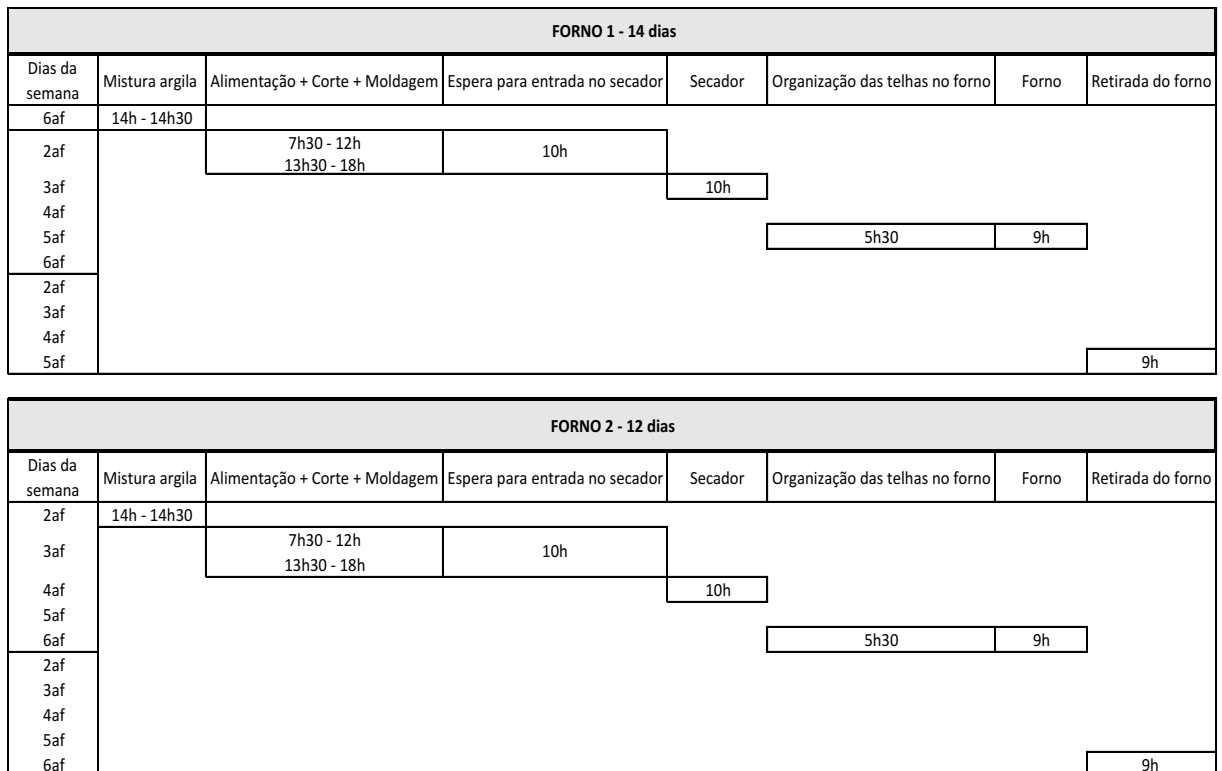 FORNO 1 - 14 dias
Dias da semana Mistura argila Alimentação + Corte + Moldagem Espera para entrada no secador Secador Organização das telhas no forno Forno Retirada do forno
6af 14h - 14h30
2af 7h30 - 12h 10h
13h30 - 18h
3af 10h
4af
5af 5h30 9h
6af
2af
3af
4af
5af 9h
FORNO 2 - 12 dias
Dias da semana Mistura argila Alimentação + Corte + Moldagem Espera para entrada no secador Secador Organização das telhas no forno Forno Retirada do forno
2af 14h - 14h30
3af 7h30 - 12h 10h
13h30 - 18h
4af 10h
5af
6af 5h30 9h
2af
3af
4af
5af
6af 9h